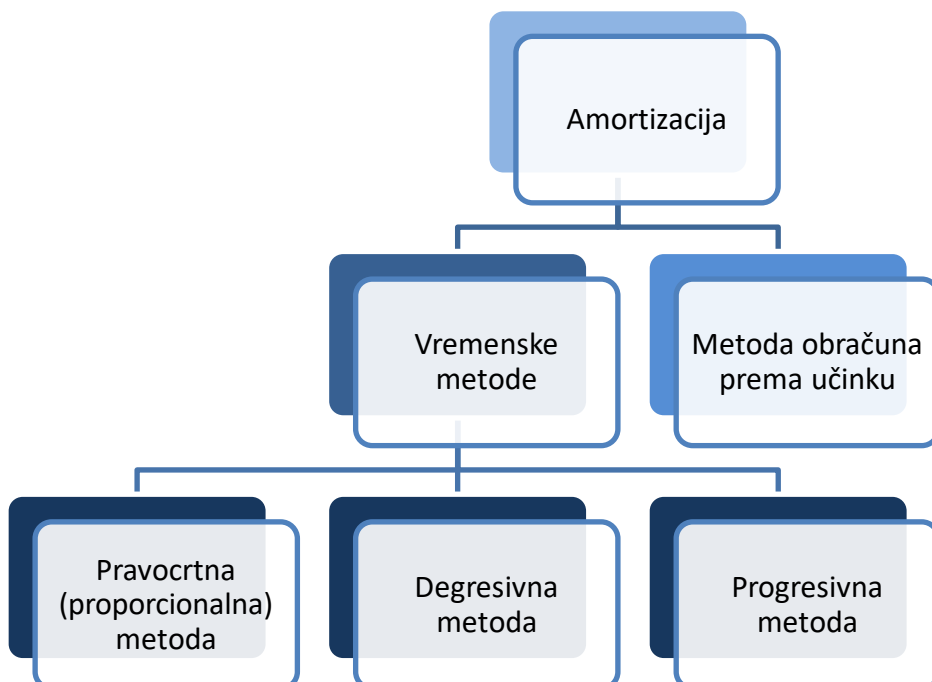 Amortizacija
Vremenske
metode
Metoda obračuna
prema učinku
Pravocrtna
(proporcionalna)
metoda
Degresivna
metoda
Progresivna
metoda